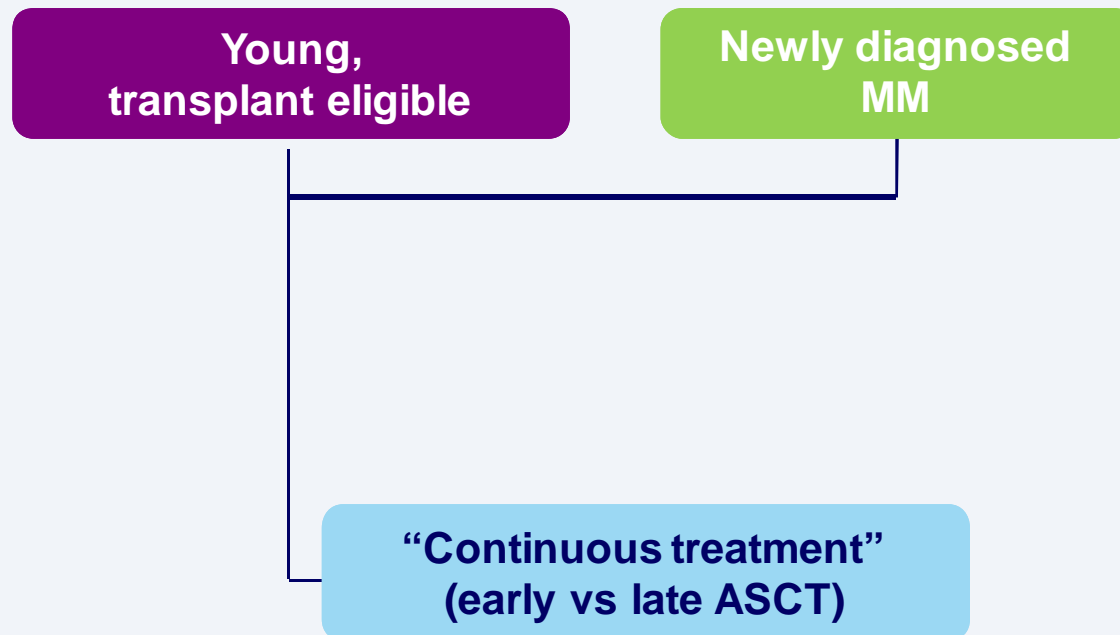 Young,
transplant eligible
Newly diagnosed
MM
“Continuous treatment”
(early vs late ASCT)